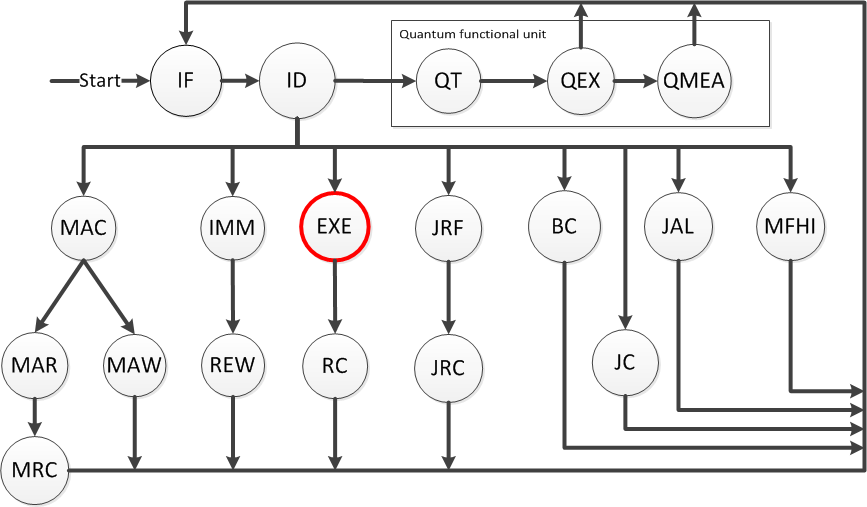 Quantum functional unit
Start
IF
ID
QT
QEX
QMEA
MAC
IMM
EXE
JRF
BC
JAL
MFHI
MAR
MAW
REW
RC
JRC
JC
MRC